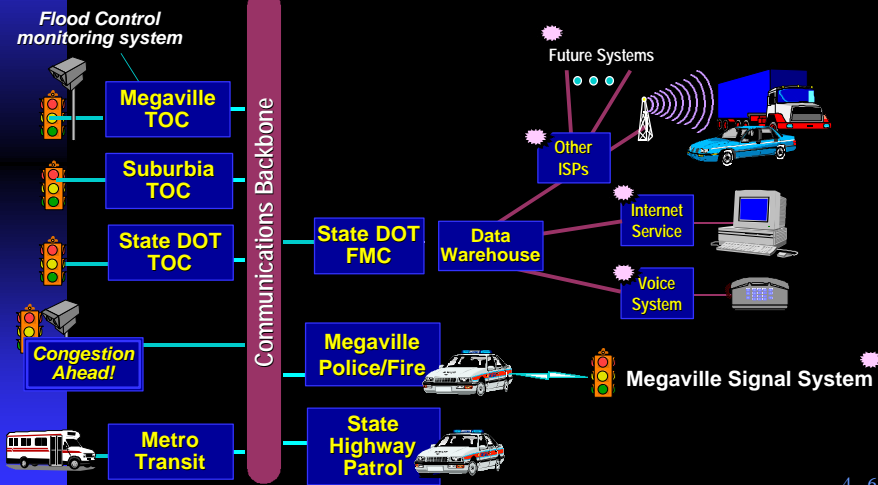 Flood Control
monitoring system
Megaville
TOC
Suburbia
TOC
State DOT
TOC
Congestion
Ahead!
Metro
Transit
Communications Backbone
State DOT
FMC
Data
Warehouse
Future Systems
Other
ISPs
Internet
Service
Voice
System
Megaville
Police/Fire
Megaville Signal System
State
Highway
Patrol
4 6